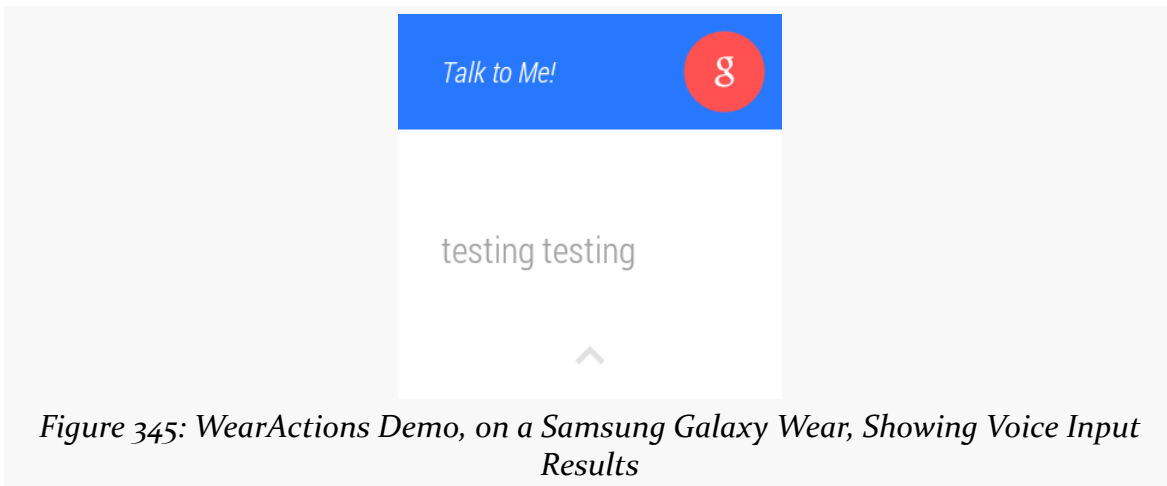 Talk to Me!
g
testing testing
Figure 345: WearActions Demo, on a Samsung Galaxy Wear, Showing Voice Input
Results